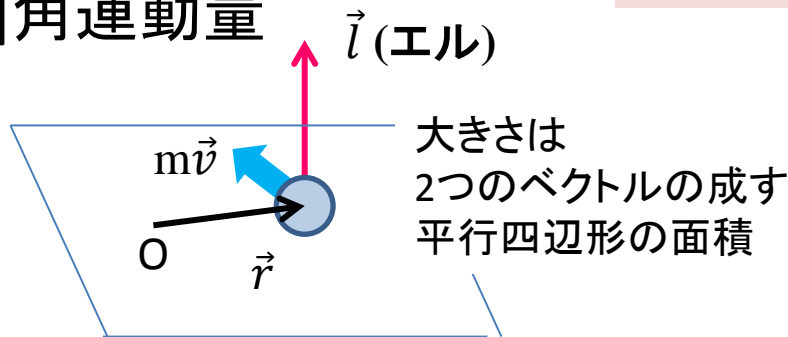 角運動量
l⃗ (エル)
大きさは
mv⃗
2つのベクトルの成す
平行四辺形の面積
O
r⃗